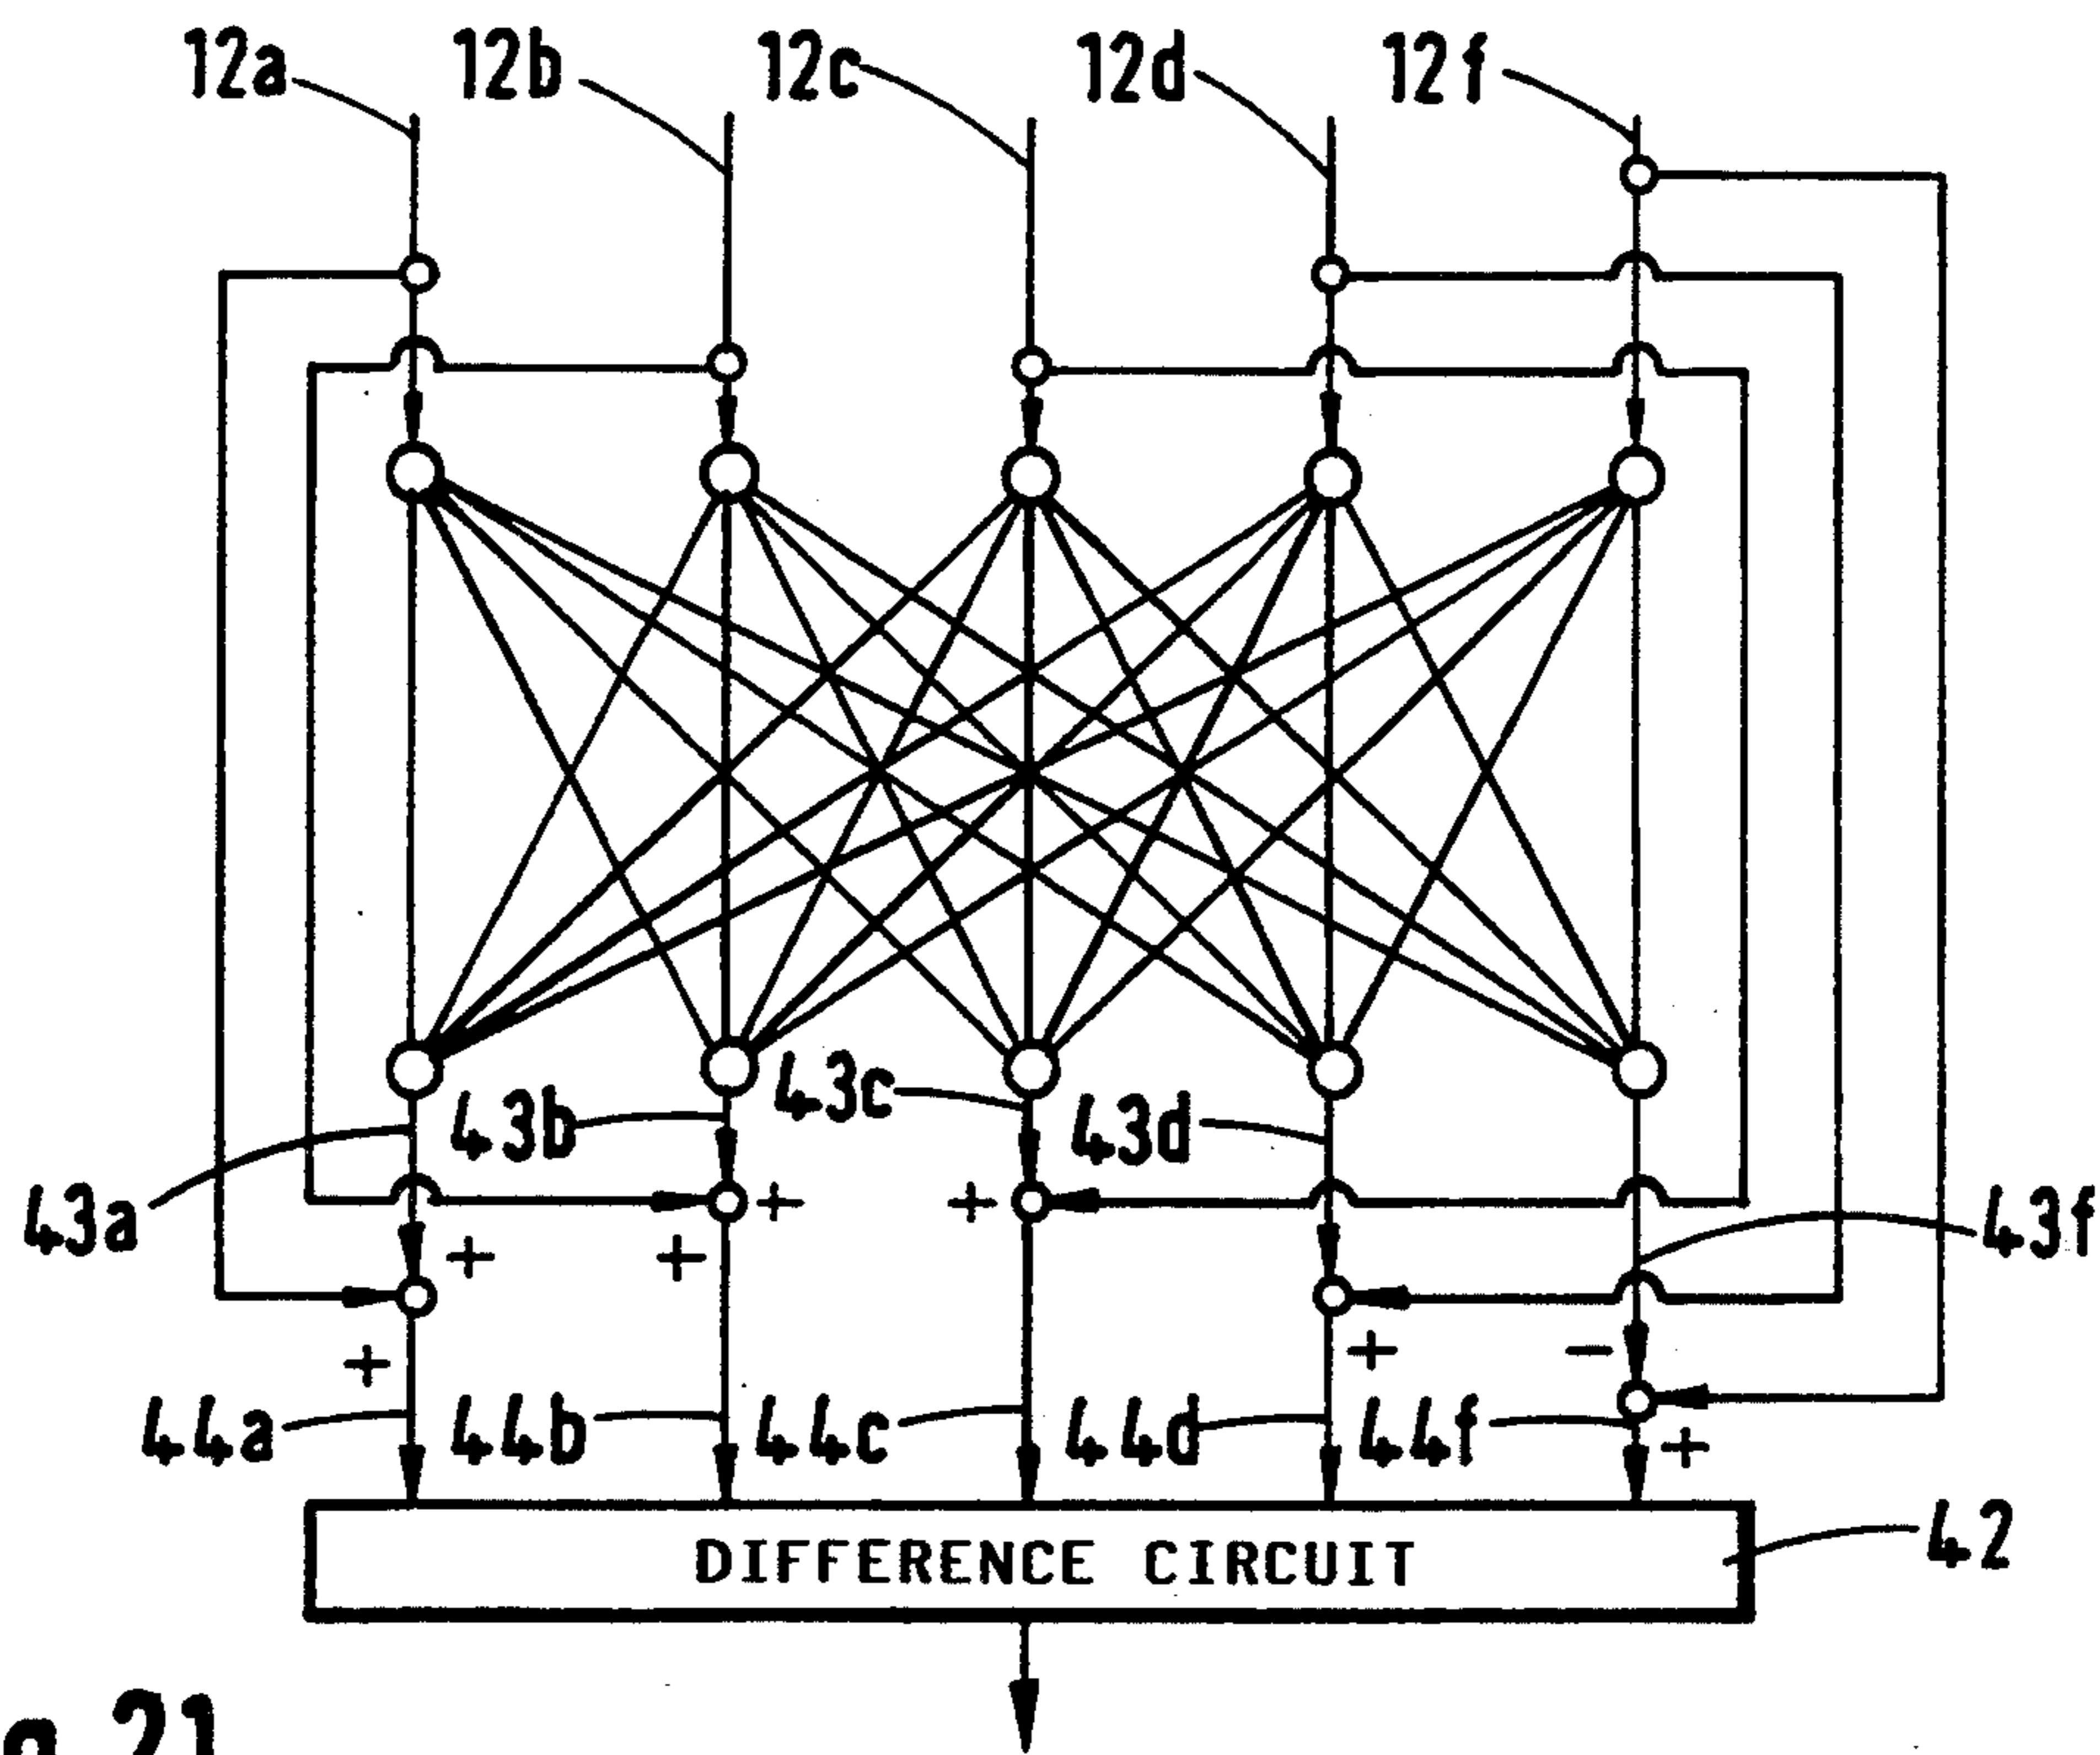 12a 12b 12c 12d 12f
43c
43b 43d
43a 43f
+ +
+ +
+ + −
44a 44b 44c 44d 44f
+
+
DIFFERENCE CIRCUIT
42
21